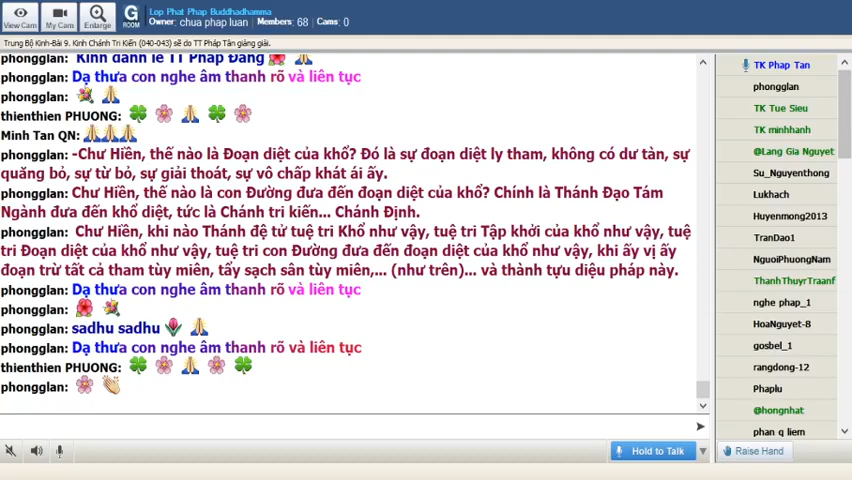 View Cam
My Cam
Enlarge
G
ROOM
Lop Phat Phap Buddhadhamma
Owner: chua phap luan Members: 68 Cams: 0
Trung Bộ Kinh-Bài 9. Kinh Chánh Tri Kiến (040-043) sẽ do TT Pháp Tân giảng giải.
phongglan: Kính đảnh lễ TT Pháp Đăng
phongglan: Dạ thưa con nghe âm thanh rõ và liên tục
phongglan:
thienthien PHUONG:
Minh Tan QN:
phongglan: -Chư Hiền, thế nào là Đoạn diệt của khổ? Đó là sự đoạn diệt ly tham, không có dư tàn, sự
quăng bỏ, sự từ bỏ, sự giải thoát, sự vô chấp khát ái ấy.
phongglan: Chư Hiền, thế nào là con Đường đưa đến đoạn diệt của khổ? Chính là Thánh Đạo Tám
Ngành đưa đến khổ diệt, tức là Chánh tri kiến... Chánh Định.
phongglan: Chư Hiền, khi nào Thánh đệ tử tuệ tri Khổ như vậy, tuệ tri Tập khởi của khổ như vậy, tuệ
tri Đoạn diệt của khổ như vậy, tuệ tri con Đường đưa đến đoạn diệt của khổ như vậy, khi ấy vị ấy
đoạn trừ tất cả tham tùy miên, tẩy sạch sân tùy miên,... (như trên)... và thành tựu diệu pháp này.
phongglan: Dạ thưa con nghe âm thanh rõ và liên tục
phongglan:
phongglan: sadhu sadhu
phongglan: Dạ thưa con nghe âm thanh rõ và liên tục
thienthien PHUONG:
phongglan:
Hold to Talk
TK Phap Tan
phongglan
TK Tue Sieu
TK minhhanh
@Lang Gia Nguyet
Su_Nguyenthong
Lukhach
Huyenmong2013
TranDao1
NguoiPhuongNam
ThanhThuyrTraanf
nghe phap_1
HoaNguyet-8
gosbel_1
rangdong-12
Phaplu
@hongnhat
phan q liem
Raise Hand